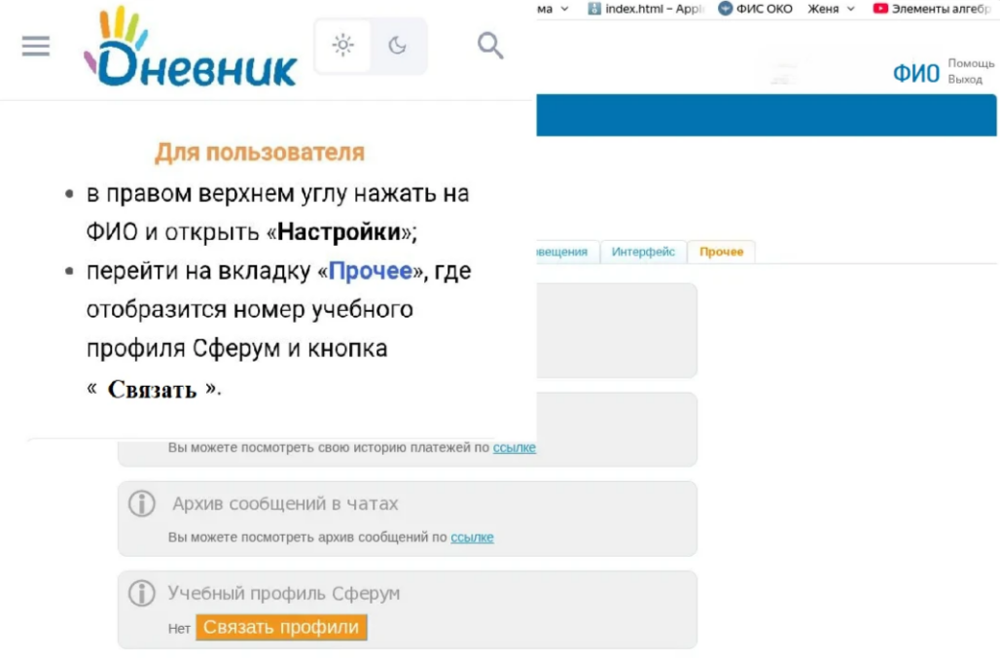 ма
index.html – Appl
ФИС ОКО
Женя
Элементы алгебр
Дневник
ФИО
Помощь
Выход
Для пользователя
• в правом верхнем углу нажать на
ФИО и открыть «Настройки»;
• перейти на вкладку «Прочее», где
отобразится номер учебного
профиля Сферум и кнопка
« Связать ».
овещения
Интерфейс
Прочее
Вы можете посмотреть свою историю платежей по ссылке
Архив сообщений в чатах
Вы можете посмотреть архив сообщений по ссылке
Учебный профиль Сферум
Нет Связать профили